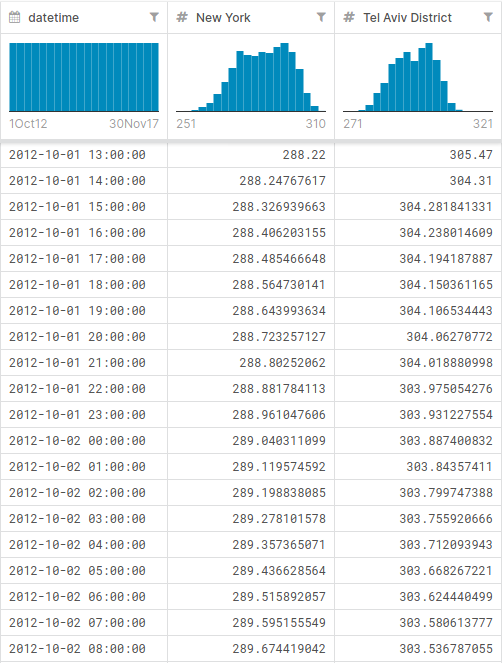 datetime # New York # Tel Aviv District
1Oct12 30Nov17 251 310 271 321
2012-10-01 13:00:00 288.22 305.47
2012-10-01 14:00:00 288.24767617 304.31
2012-10-01 15:00:00 288.326939663 304.281841331
2012-10-01 16:00:00 288.406203155 304.238014609
2012-10-01 17:00:00 288.485466648 304.194187887
2012-10-01 18:00:00 288.564730141 304.150361165
2012-10-01 19:00:00 288.643993634 304.106534443
2012-10-01 20:00:00 288.723257127 304.06270772
2012-10-01 21:00:00 288.80252062 304.018880998
2012-10-01 22:00:00 288.881784113 303.975054276
2012-10-01 23:00:00 288.961047606 303.931227554
2012-10-02 00:00:00 289.040311099 303.887400832
2012-10-02 01:00:00 289.119574592 303.84357411
2012-10-02 02:00:00 289.198838085 303.799747388
2012-10-02 03:00:00 289.278101578 303.755920666
2012-10-02 04:00:00 289.357365071 303.712093943
2012-10-02 05:00:00 289.436628564 303.668267221
2012-10-02 06:00:00 289.515892057 303.624440499
2012-10-02 07:00:00 289.595155549 303.580613777
2012-10-02 08:00:00 289.674419042 303.536787055